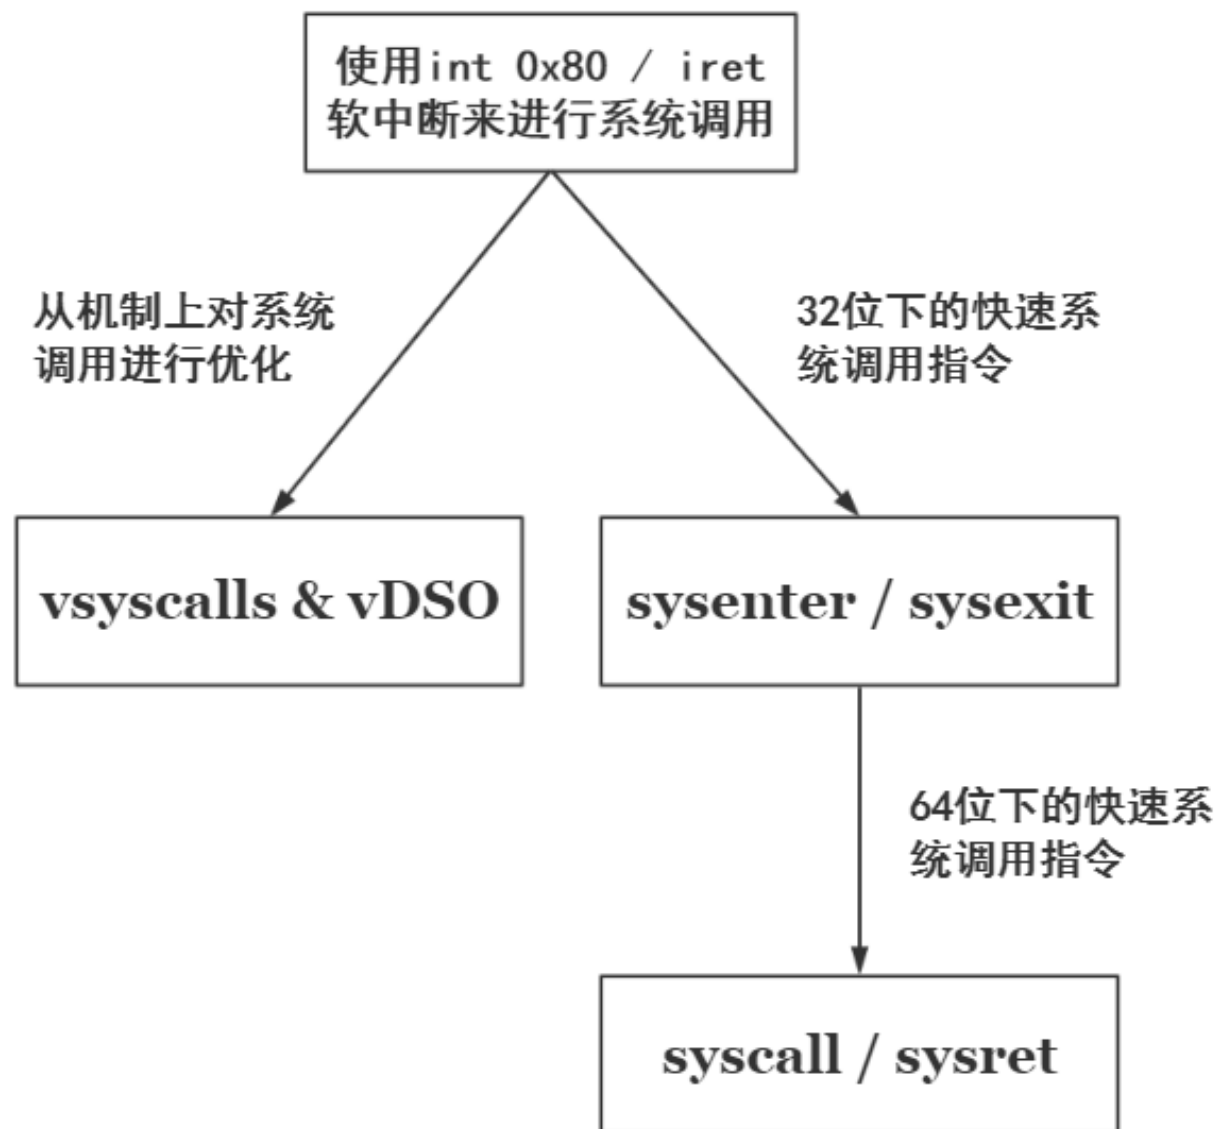 使用int 0x80 / iret
软中断来进行系统调用
从机制上对系统
调用进行优化
32位下的快速系
统调用指令
vsyscalls & vDSO
sysenter / sysexit
64位下的快速系
统调用指令
syscall / sysret